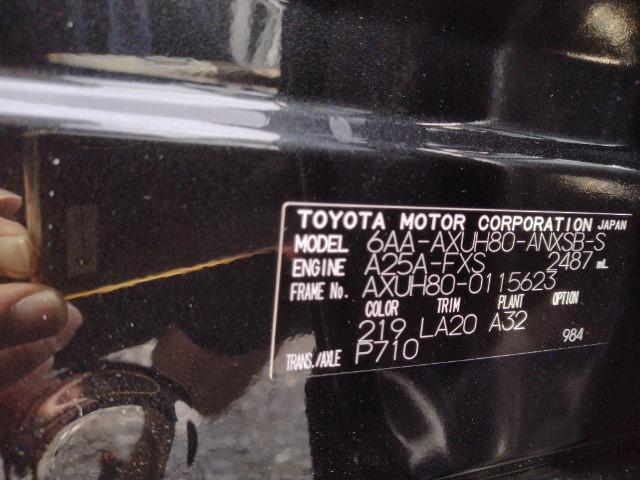 TOYOTA MOTOR CORPORATION JAPAN
MODEL 6AA-AXUH80-ANXSB-S
ENGINE A25A-FXS 2487 mL
FRAME No. AXUH80-0115623
COLOR TRIM PLANT OPTION
219 LA20 A32 984
TRANS./AXLE P710